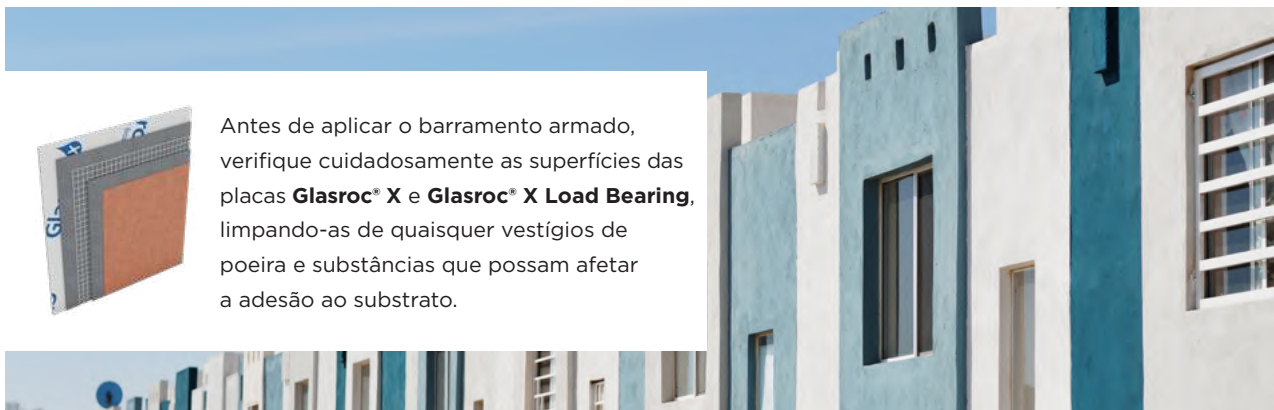 Antes de aplicar o barramento armado,
verifique cuidadosamente as superfícies das
placas Glasroc® X e Glasroc® X Load Bearing,
limpando-as de quaisquer vestígios de
poeira e substâncias que possam afetar
a adesão ao substrato.